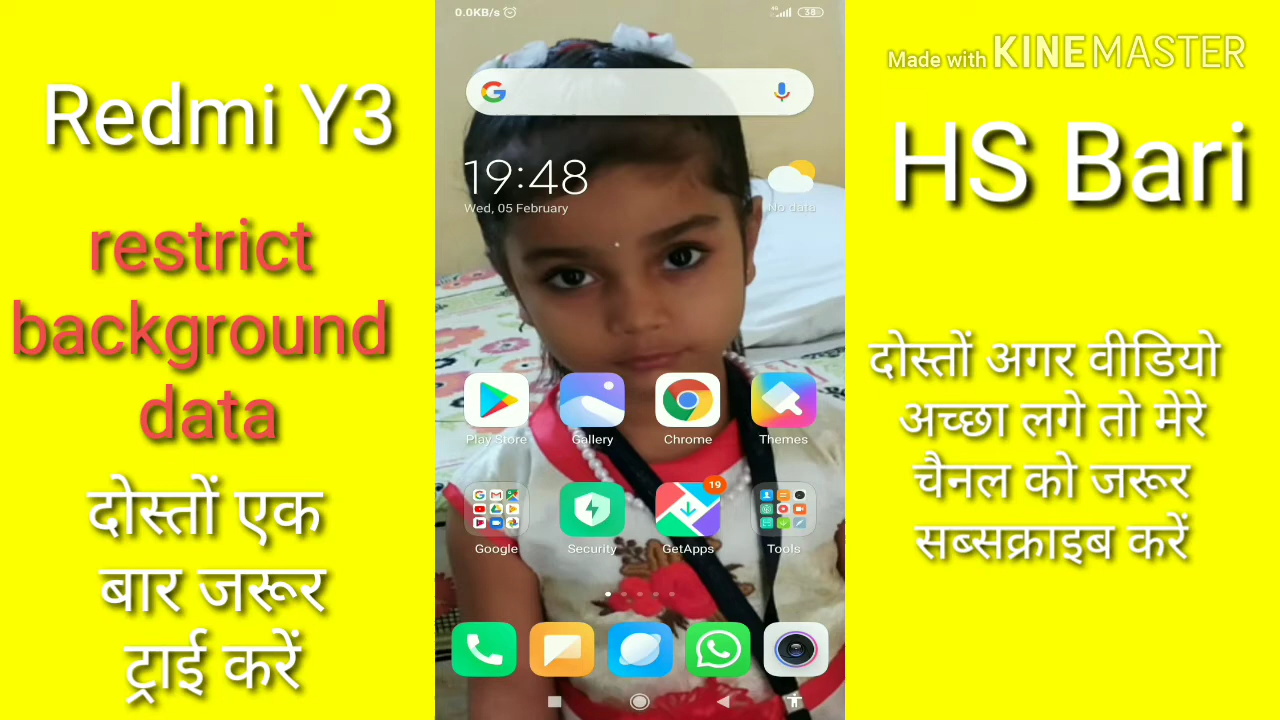 Redmi Y3
restrict
background
data
दोस्तों एक
बार जरूर
ट्राई करें
0.0KB/s
4G
38
19:48
Wed, 05 February
No data
Play Store
Gallery
Chrome
Themes
19
Google
Security
GetApps
Tools
Made with KINEMASTER
HS Bari
दोस्तों अगर वीडियो
अच्छा लगे तो मेरे
चैनल को जरूर
सब्सक्राइब करें